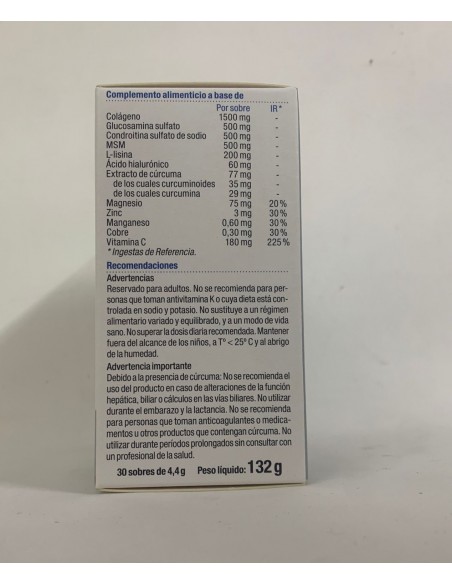 Complemento alimenticio a base de
Por sobre IR*
Colágeno 1500 mg -
Glucosamina sulfato 500 mg -
Condroitina sulfato de sodio 500 mg -
MSM 500 mg -
L-lisina 200 mg -
Ácido hialurónico 60 mg -
Extracto de cúrcuma 77 mg -
de los cuales curcuminoides 35 mg -
de los cuales curcumina 29 mg -
Magnesio 75 mg 20%
Zinc 3 mg 30%
Manganeso 0,60 mg 30%
Cobre 0,30 mg 30%
Vitamina C 180 mg 225%
*Ingestas de Referencia.
Recomendaciones
Advertencias
Reservado para adultos. No se recomienda para per-
sonas que toman antivitamina K o cuya dieta está con-
trolada en sodio y potasio. No sustituye a un régimen
alimentario variado y equilibrado, y a un modo de vida
sano. No superar la dosis diaria recomendada. Mantener
fuera del alcance de los niños, a Tº < 25º C y al abrigo
de la humedad.
Advertencia importante
Debido a la presencia de cúrcuma: No se recomienda el
uso del producto en caso de alteraciones de la función
hepática, biliar o cálculos en las vías biliares. No utilizar
durante el embarazo y la lactancia. No se recomienda
para personas que toman anticoagulantes o medica-
mentos u otros productos que contengan cúrcuma. No
utilizar durante períodos prolongados sin consultar con
un profesional de la salud.
30 sobres de 4,4 g Peso líquido: 132 g